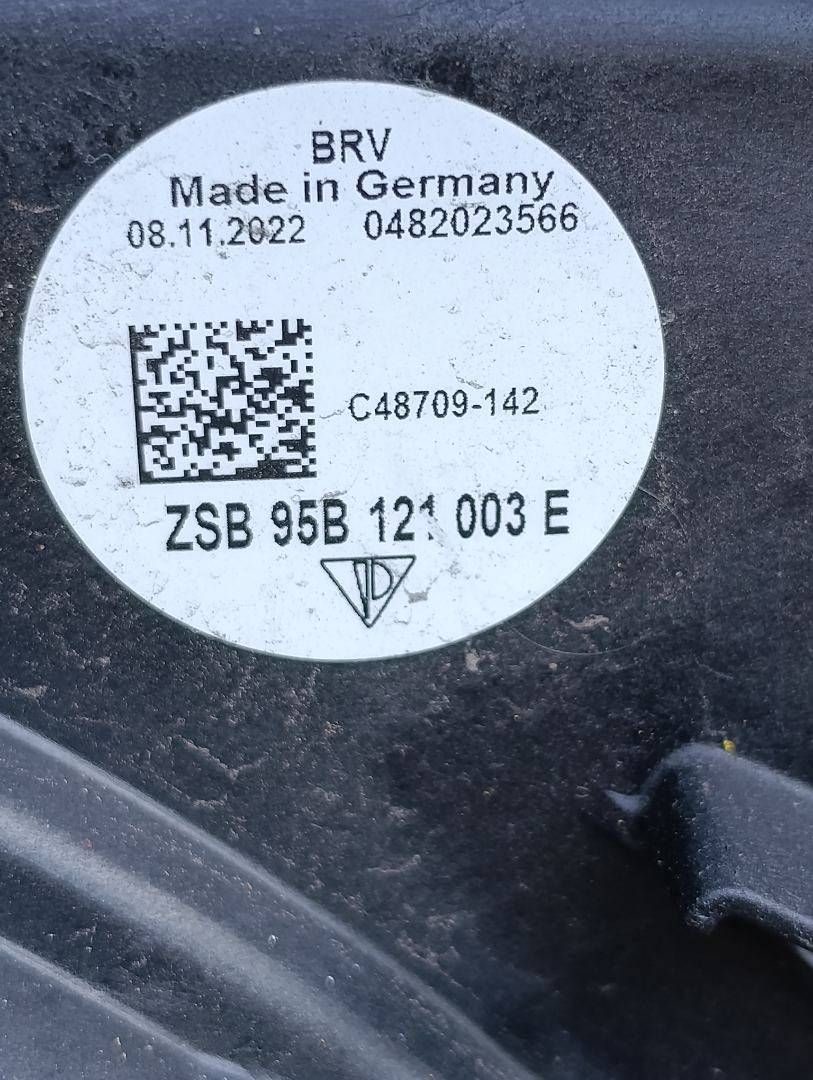 BRV
Made in Germany
08.11.2022 0482023566
C48709-142
ZSB 95B 121 003 E